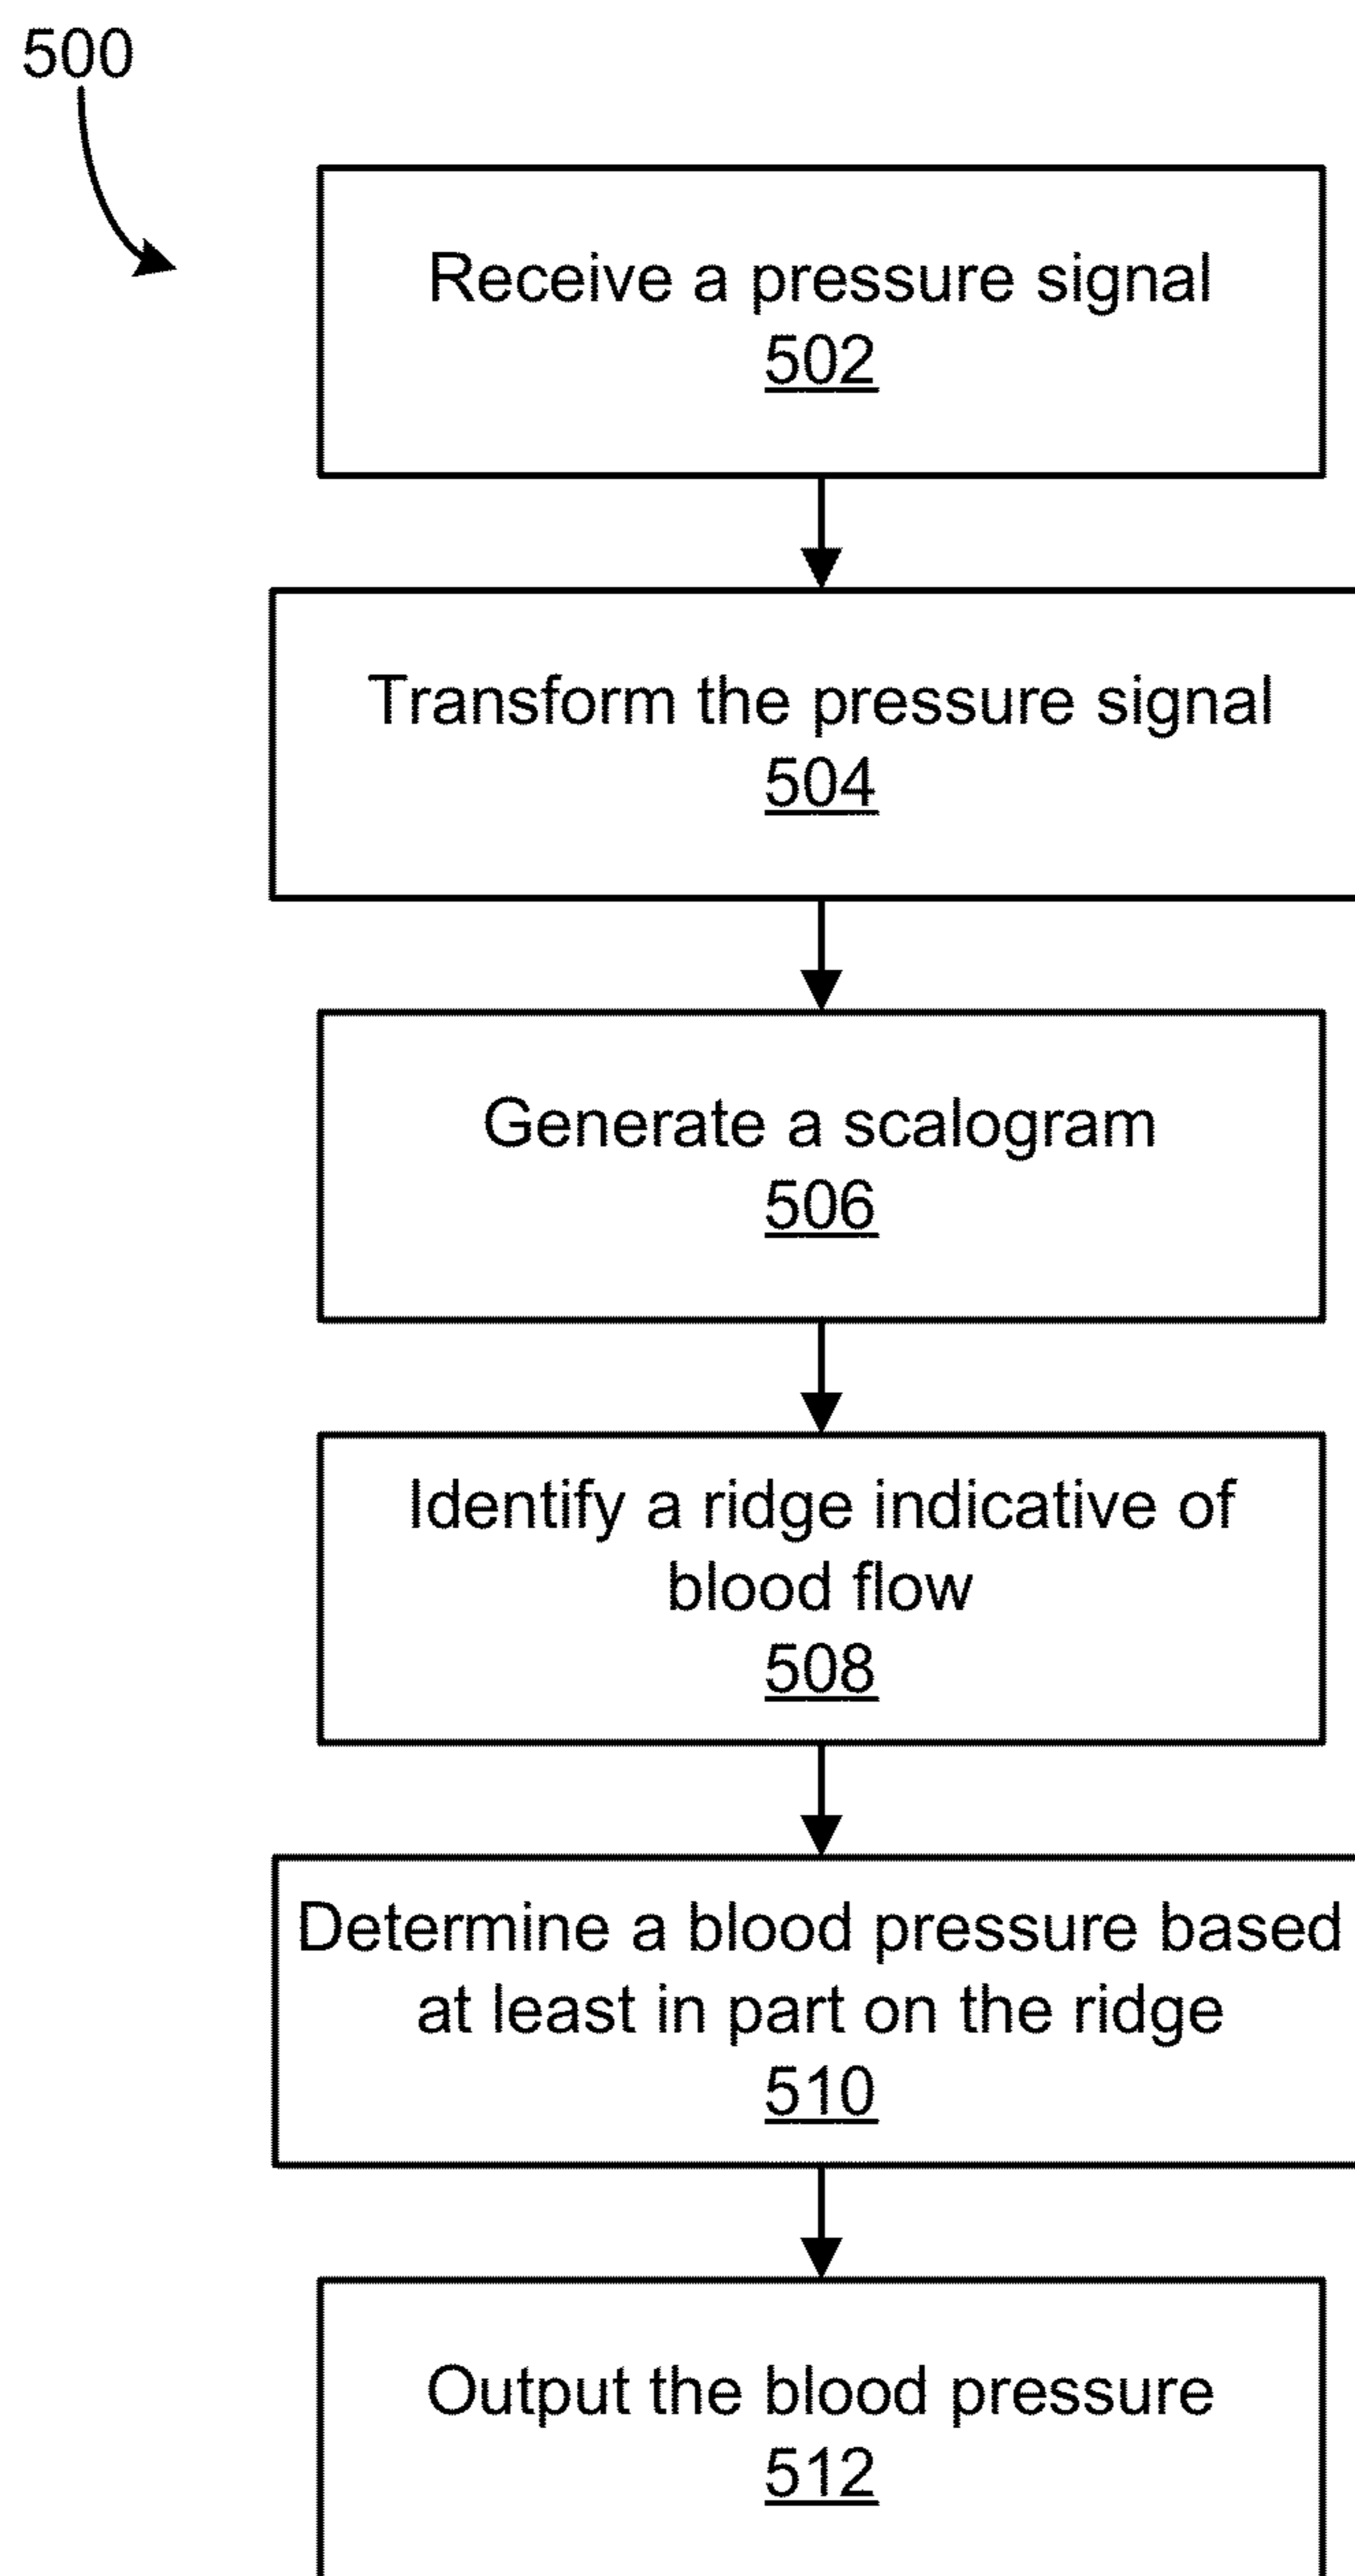 500
Receive a pressure signal
502
Transform the pressure signal
504
Generate a scalogram
506
Identify a ridge indicative of
blood flow
508
Determine a blood pressure based
at least in part on the ridge
510
Output the blood pressure
512